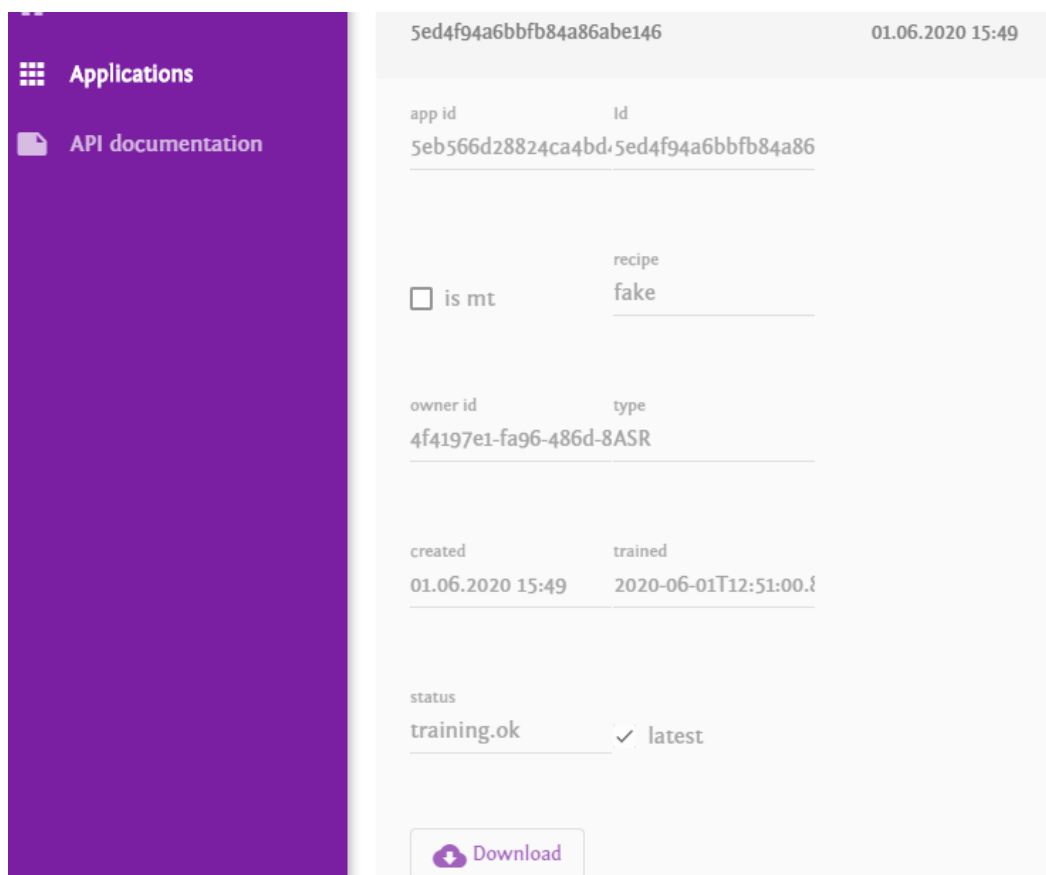 Applications
API documentation
5ed4f94a6bbfb84a86abe146 01.06.2020 15:49
app id Id
5eb566d28824ca4bd 5ed4f94a6bbfb84a86
recipe
is mt fake
owner id type
4f4197e1-fa96-486d-8 ASR
created trained
01.06.2020 15:49 2020-06-01T12:51:00.8
status
training.ok latest
Download